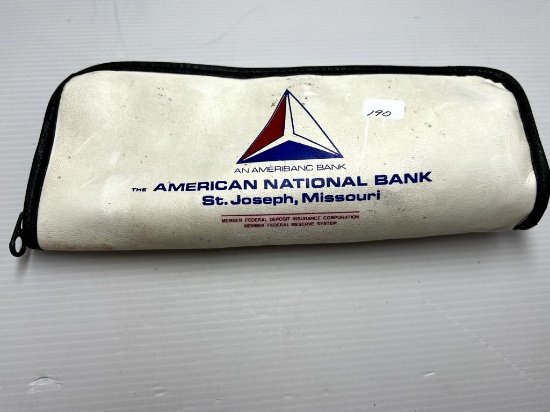 190
AN AMERIBANC BANK
THE AMERICAN NATIONAL BANK
St. Joseph, Missouri
MEMBER FEDERAL DEPOSIT INSURANCE CORPORATION
MEMBER FEDERAL RESERVE SYSTEM